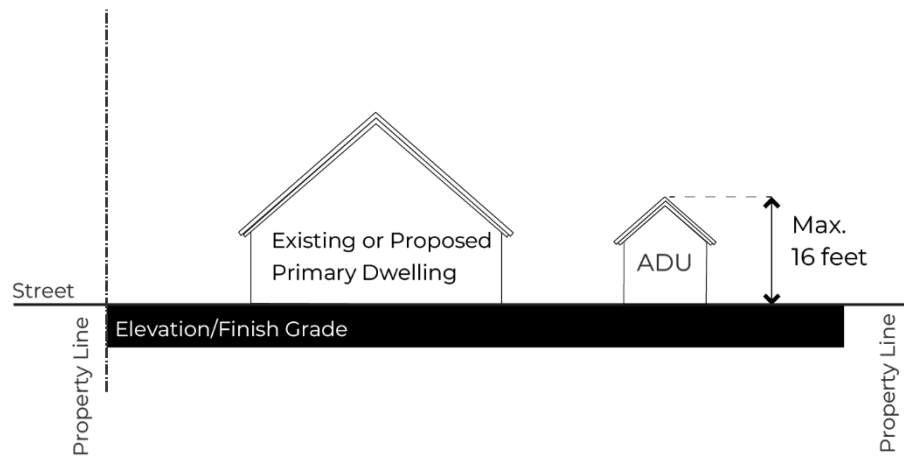 Existing or Proposed
Primary Dwelling
ADU
Max.
16 feet
Street
Elevation/Finish Grade
Property Line
Property Line